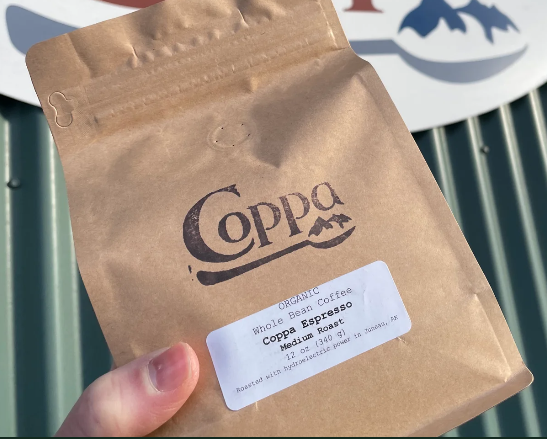 Coppa
ORGANIC
Whole Bean Coffee
Coppa Espresso
Medium Roast
12 oz (340 g)
Roasted with hydroelectric power in Juneau, AK